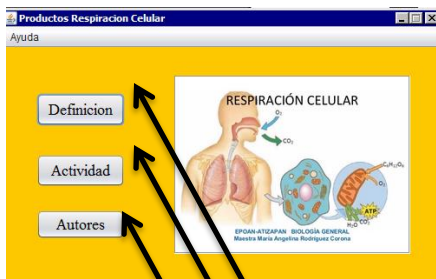 Productos Respiracion Celular
Ayuda
Definicion
Actividad
Autores
RESPIRACIÓN CELULAR
O₂
CO₂
C₆H₁₂O₆
O₂
ATP
H₂O CO₂
EPOAN-ATIZAPAN BIOLOGÍA GENERAL
Maestra María Angelina Rodríguez Corona